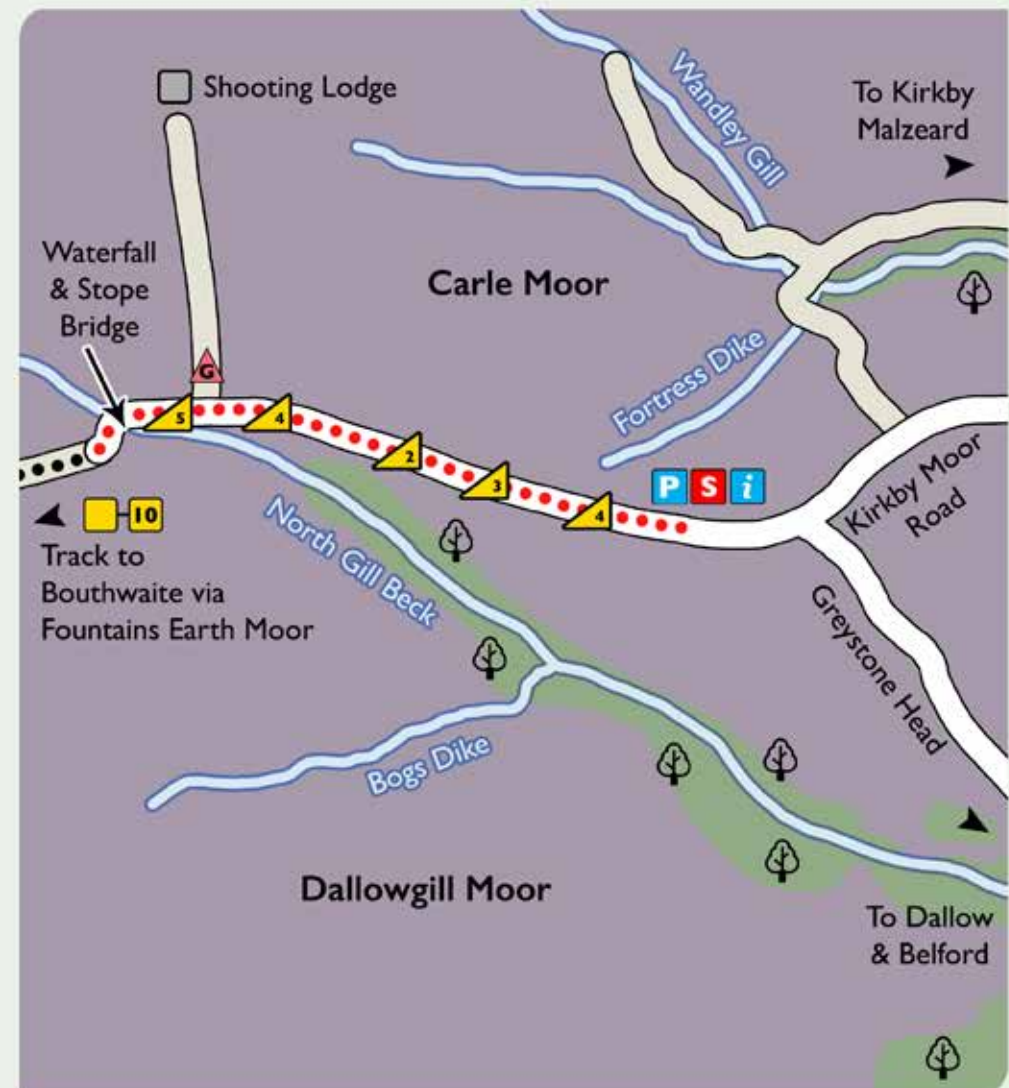 Shooting Lodge
Wandley Gill
To Kirkby
Malzeard
Waterfall
& Stope
Bridge
Carle Moor
G
5
4
2
3
4
Fortress Dike
P S i
Kirkby Moor
Road
10
Track to
Bouthwaite via
Fountains Earth Moor
North Gill Beck
Greystone Head
Bogs Dike
Dallowgill Moor
To Dallow
& Belford